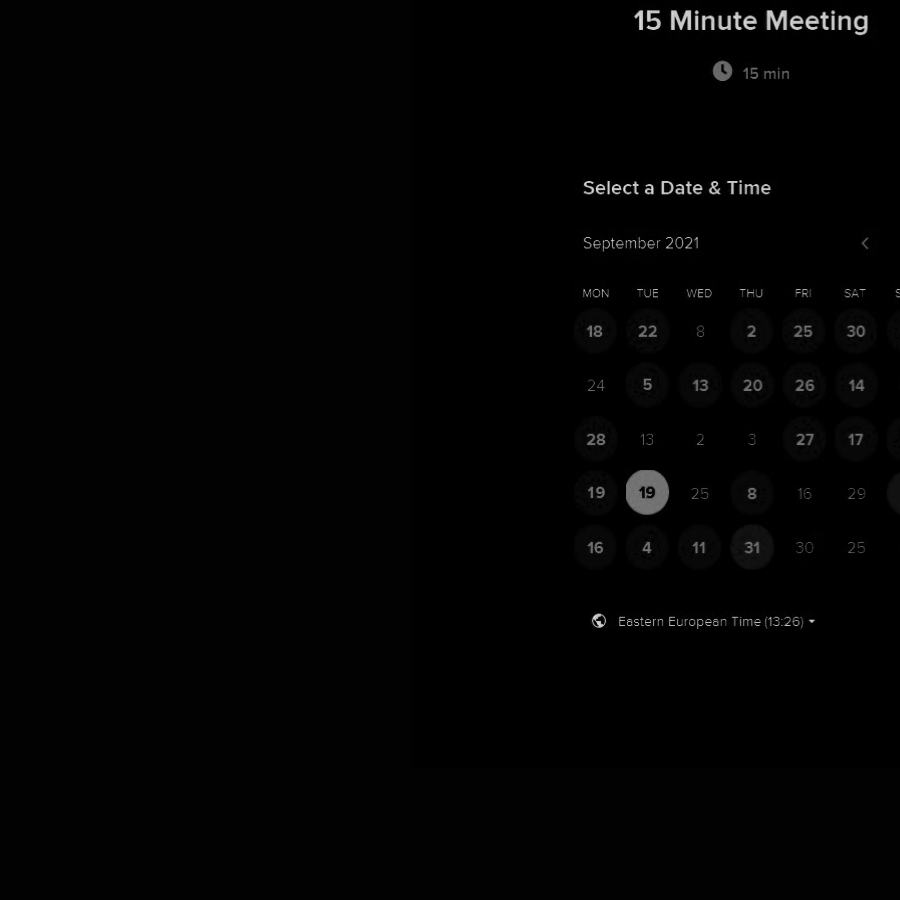 15 Minute Meeting
15 min
Select a Date & Time
September 2021
MON TUE WED THU FRI SAT
18 22 8 2 25 30
24 5 13 20 26 14
28 13 2 3 27 17
19 19 25 8 16 29
16 4 11 31 30 25
Eastern European Time (13:26)